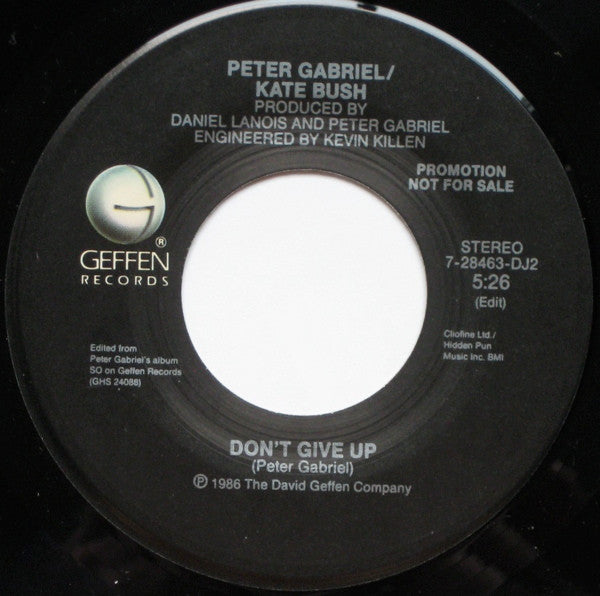 PETER GABRIEL/
KATE BUSH
PRODUCED BY
DANIEL LANOIS AND PETER GABRIEL
ENGINEERED BY KEVIN KILLEN
PROMOTION
NOT FOR SALE
®
GEFFEN
RECORDS
STEREO
7-28463-DJ2
5:26
(Edit)
Edited from
Peter Gabriel's album
SO on Geffen Records
(GHS 24088)
Cliofine Ltd./
Hidden Pun
Music Inc. BMI
DON'T GIVE UP
(Peter Gabriel)
℗ 1986 The David Geffen Company